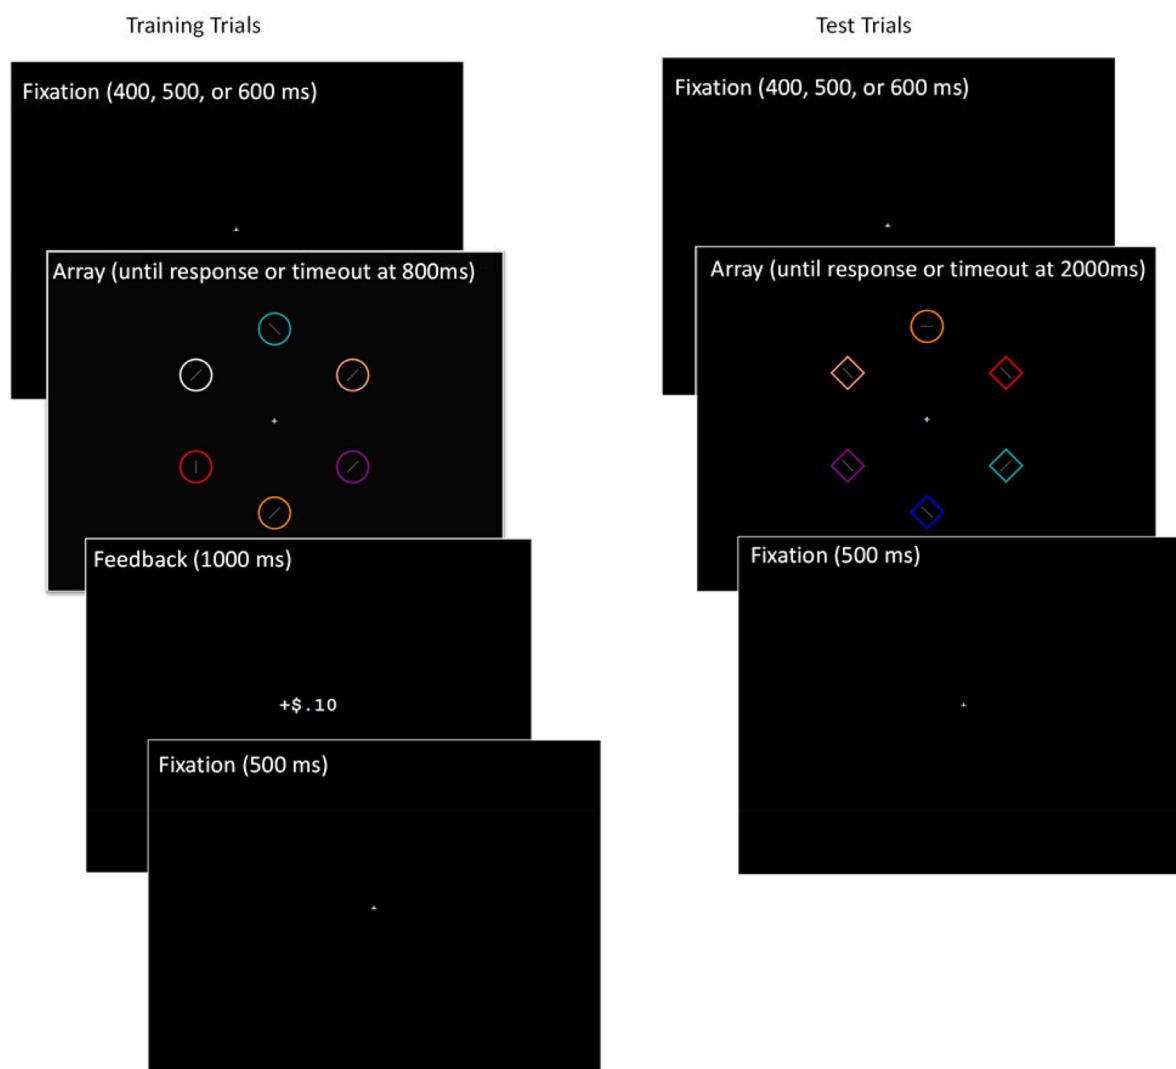 Training Trials
Fixation (400, 500, or 600 ms)
Array (until response or timeout at 800ms)
Feedback (1000 ms)
+$.10
Fixation (500 ms)
Test Trials
Fixation (400, 500, or 600 ms)
Array (until response or timeout at 2000ms)
Fixation (500 ms)